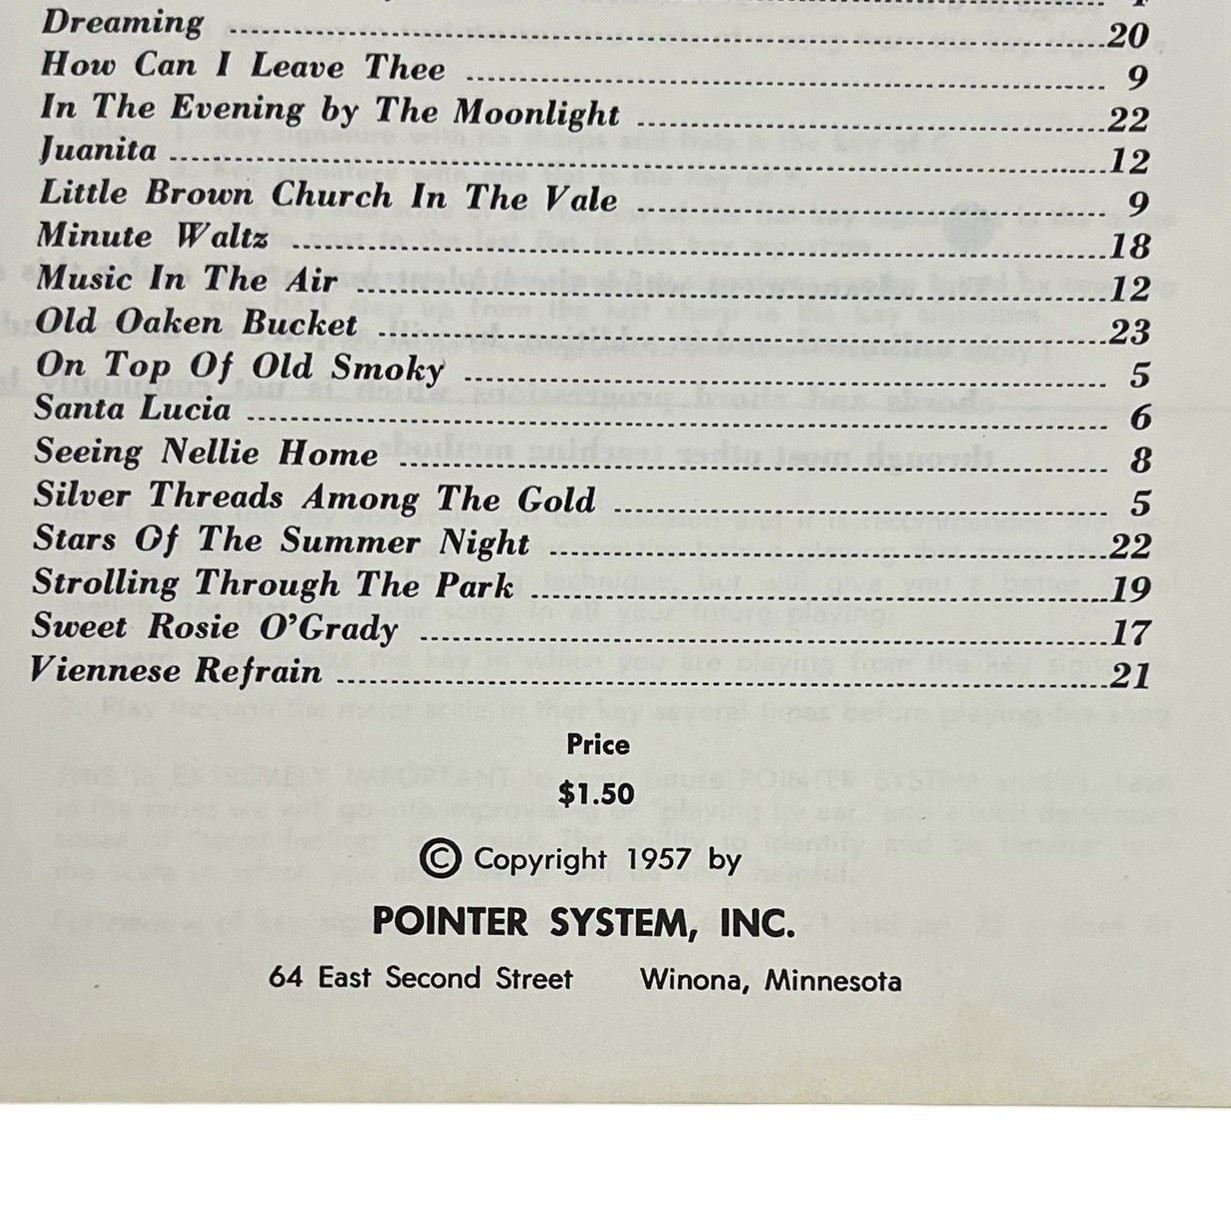 Dreaming ........ 20
How Can I Leave Thee ........ 9
In The Evening by The Moonlight ........ 22
Juanita ........ 12
Little Brown Church In The Vale ........ 9
Minute Waltz ........ 18
Music In The Air ........ 12
Old Oaken Bucket ........ 23
On Top Of Old Smoky ........ 5
Santa Lucia ........ 6
Seeing Nellie Home ........ 8
Silver Threads Among The Gold ........ 5
Stars Of The Summer Night ........ 22
Strolling Through The Park ........ 19
Sweet Rosie O'Grady ........ 17
Viennese Refrain ........ 21
Price
$1.50
© Copyright 1957 by
POINTER SYSTEM, INC.
64 East Second Street Winona, Minnesota